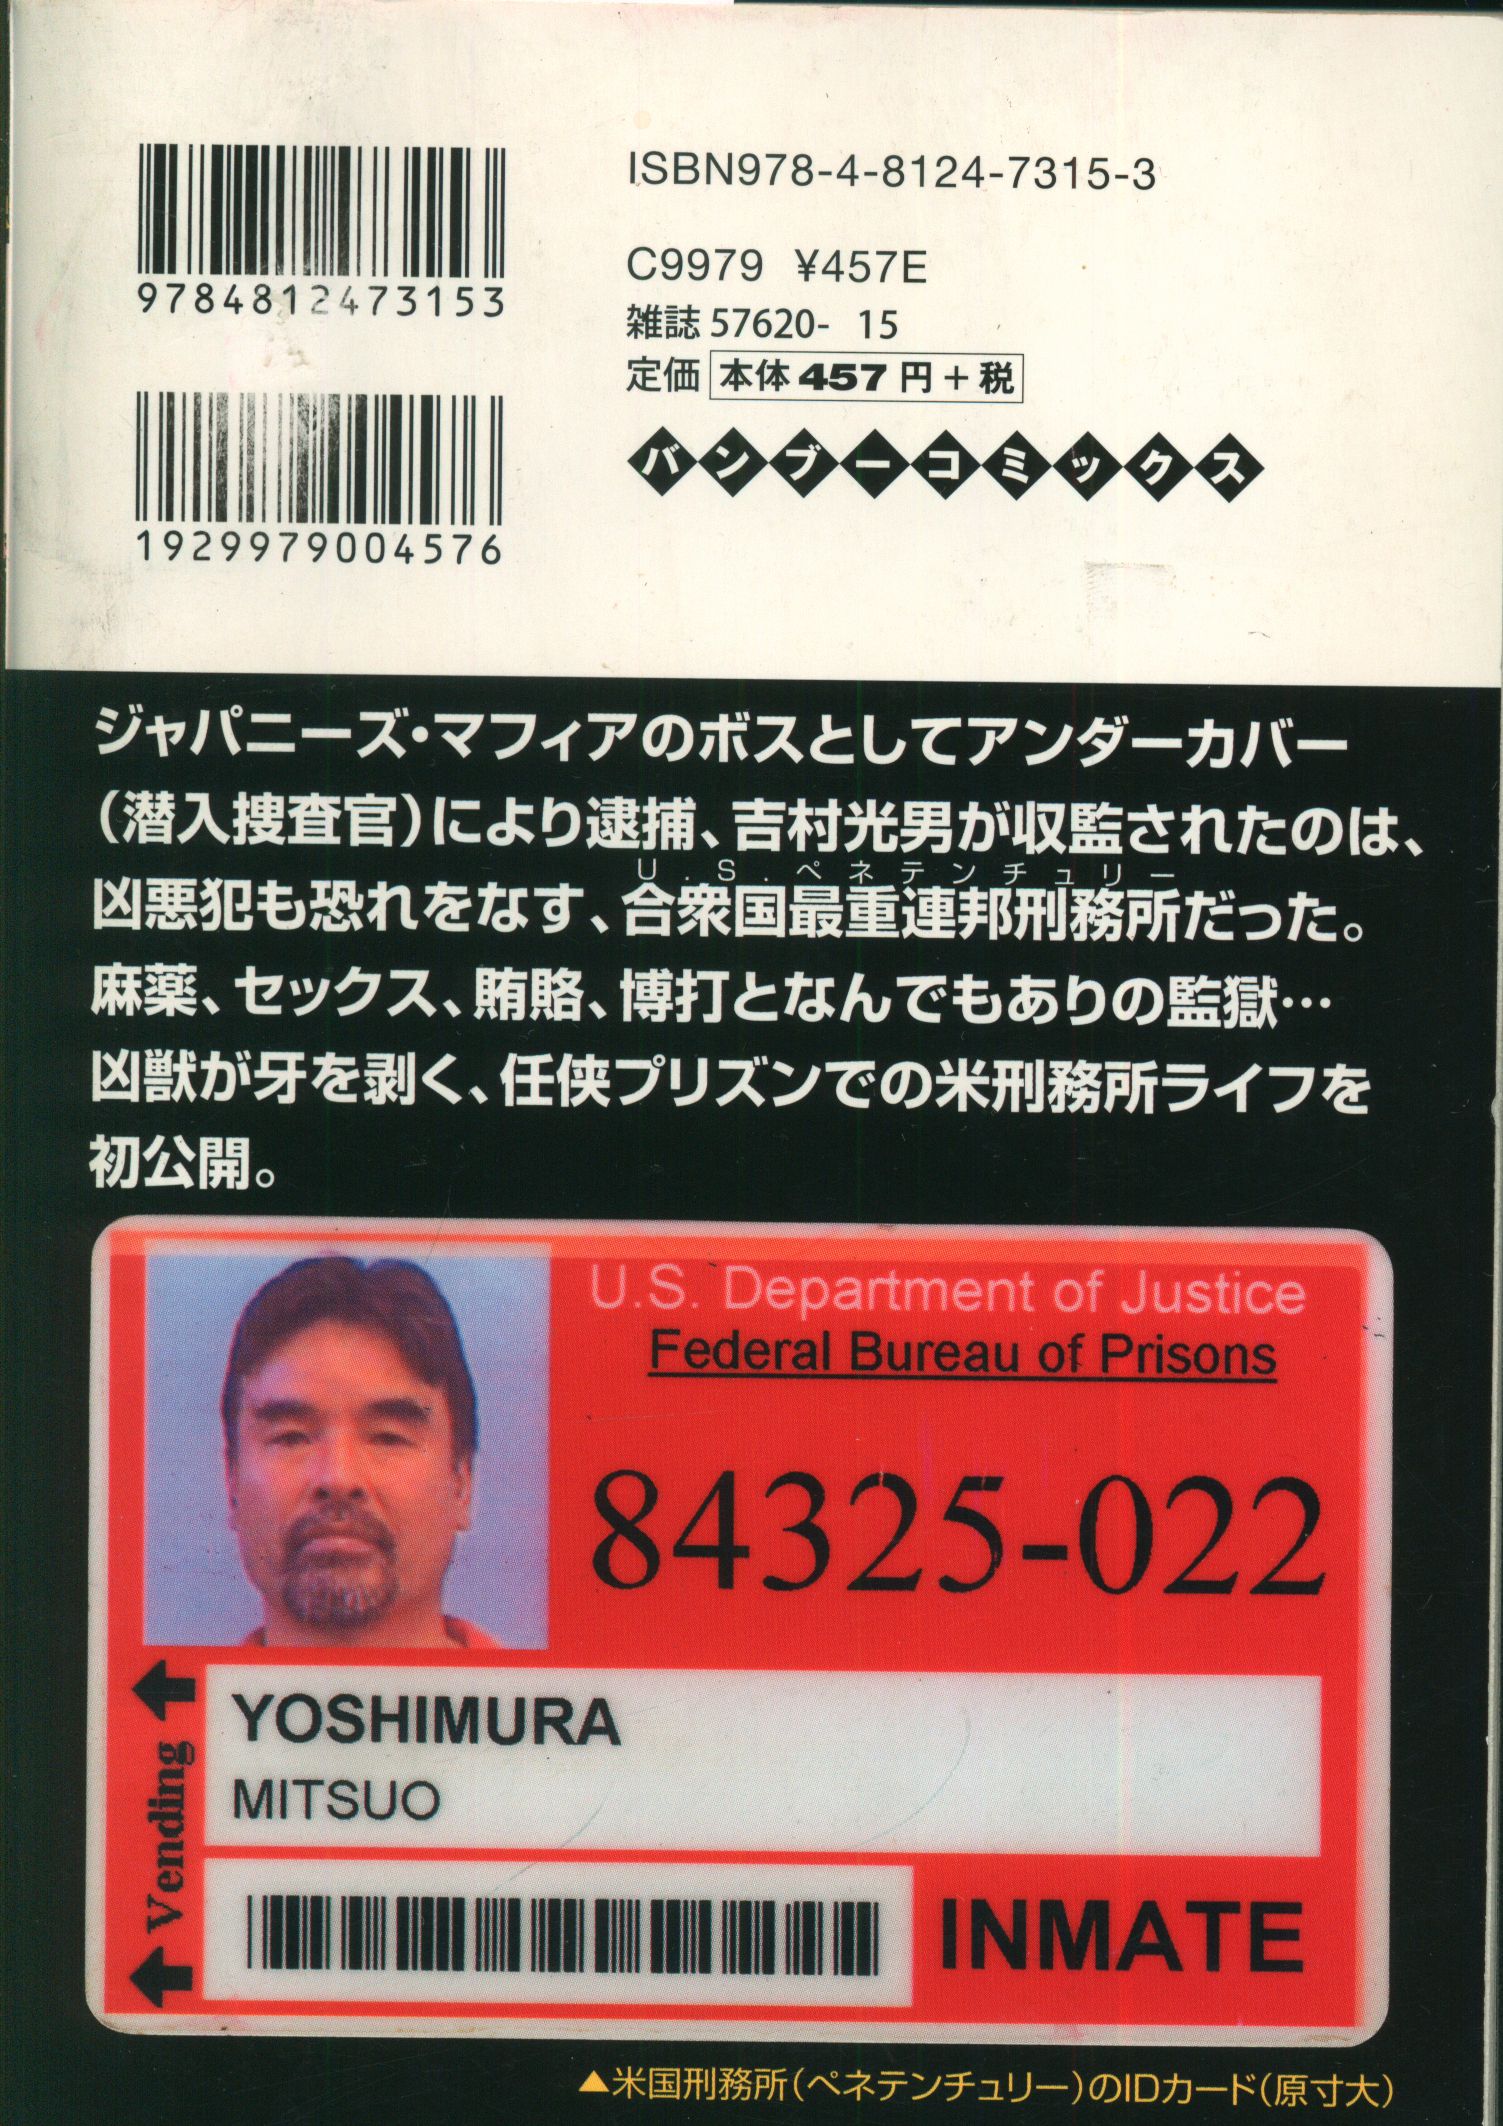 ISBN978-4-8124-7315-3
9784812473153
C9979 ¥457E
雑誌 57620- 15
定価 本体 457 円 + 税
バンブーコミックス
1929979004576
ジャパニーズ・マフィアのボスとしてアンダーカバー
(潜入捜査官)により逮捕、吉村光男が収監されたのは、
U.S.ペネテンチュリー
凶悪犯も恐れをなす、合衆国最重連邦刑務所だった。
麻薬、セックス、賄賂、博打となんでもありの監獄…
凶獣が牙を剥く、任侠プリズンでの米刑務所ライフを
初公開。
U.S. Department of Justice
Federal Bureau of Prisons
84325-022
YOSHIMURA
MITSUO
Vending
INMATE
▲米国刑務所(ペネテンチュリー)のIDカード(原寸大)